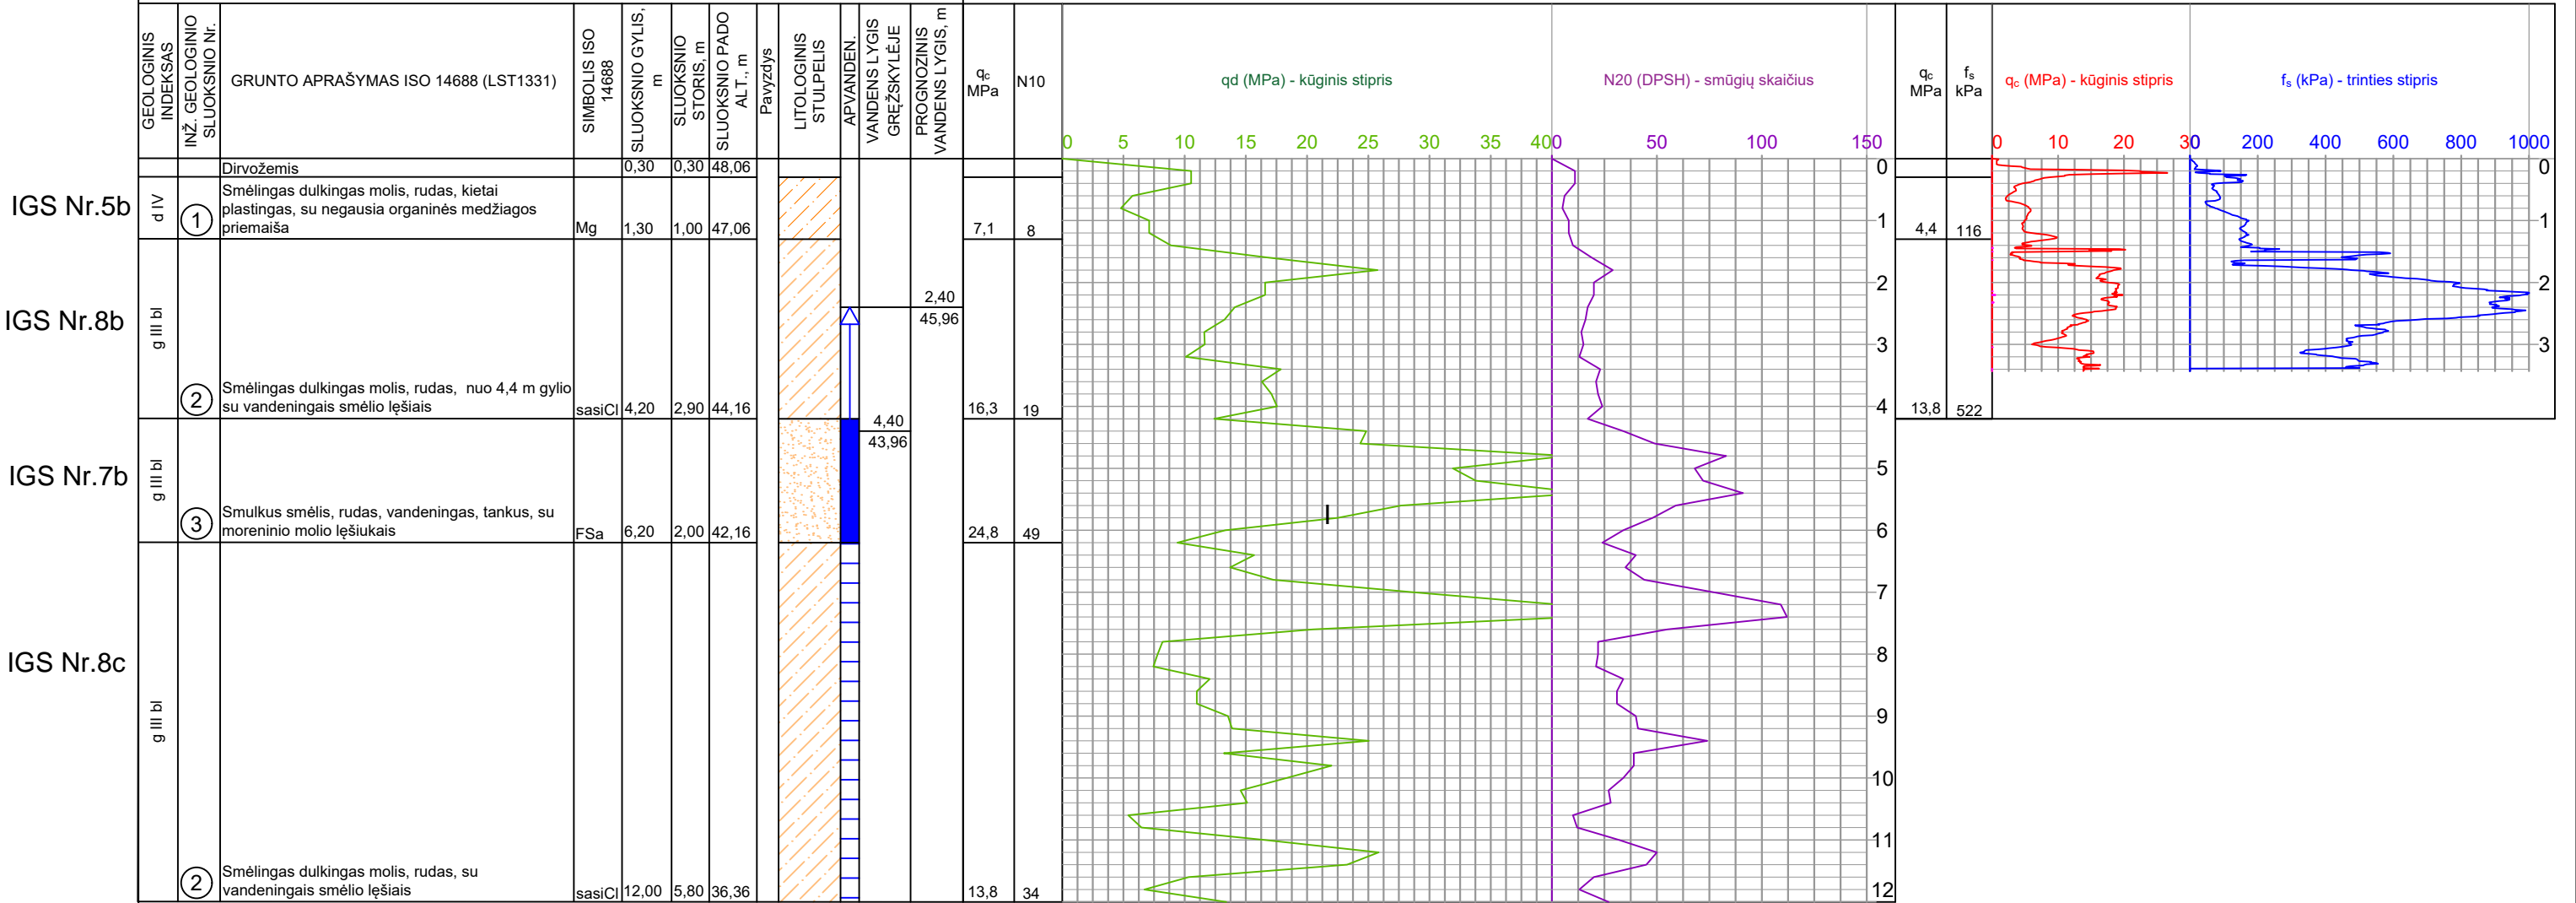 GEOLOGINIS
INDEKSAS
INŽ. GEOLOGINIO
SLUOKSNIO Nr.
GRUNTO APRAŠYMAS ISO 14688 (LST1331)
SIMBOLIS ISO
14688
SLUOKSNIO GYLIS,
m
SLUOKSNIO
STORIS, m
SLUOKSNIO PADO
ALT., m
Pavyzdys
LITOLOGINIS
STULPELIS
APVANDEN.
VANDENS LYGIS
GRĘŽSKYLĖJE
PROGNOZINIS
VANDENS LYGIS, m
qc
MPa
N10
qd (MPa) - kūginis stipris
N20 (DPSH) - smūgių skaičius
qc
MPa
fs
kPa
qc (MPa) - kūginis stipris
fs (kPa) - trinties stipris
0 5 10 15 20 25 30 35 40
0 50 100 150
0 10 20 30
0 200 400 600 800 1000
Dirvožemis 0,30 0,30 48,06
IGS Nr.5b
d IV
1
Smėlingas dulkingas molis, rudas, kietai
plastingas, su negausia organinės medžiagos
priemaiša
Mg 1,30 1,00 47,06
7,1 8
4,4 116
IGS Nr.8b
g III bl
2,40
45,96
2
Smėlingas dulkingas molis, rudas, nuo 4,4 m gylio
su vandeningais smėlio lęšiais
sasiCl 4,20 2,90 44,16
16,3 19
13,8 522
4,40
43,96
IGS Nr.7b
g III bl
3
Smulkus smėlis, rudas, vandeningas, tankus, su
moreninio molio lęšiukais
FSa 6,20 2,00 42,16
24,8 49
IGS Nr.8c
g III bl
2
Smėlingas dulkingas molis, rudas, su
vandeningais smėlio lęšiais
sasiCl 12,00 5,80 36,36
13,8 34
0
1
2
3
4
5
6
7
8
9
10
11
12
0
1
2
3